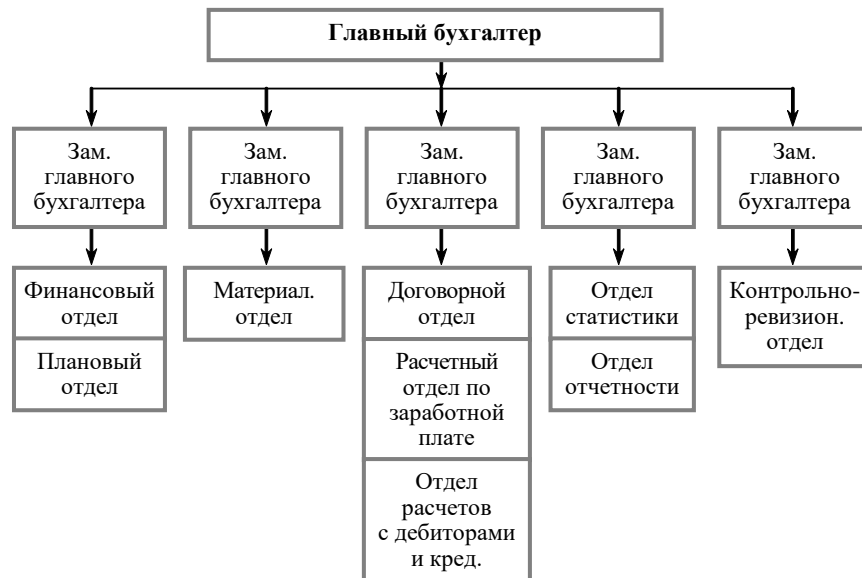 Главный бухгалтер
Зам.
главного
бухгалтера
Зам.
главного
бухгалтера
Зам.
главного
бухгалтера
Зам.
главного
бухгалтера
Зам.
главного
бухгалтера
Финансовый
отдел
Плановый
отдел
Материал.
отдел
Договорной
отдел
Расчетный
отдел по
заработной
плате
Отдел
расчетов
с дебиторами
и кред.
Отдел
статистики
Отдел
отчетности
Контрольно-
ревизион.
отдел